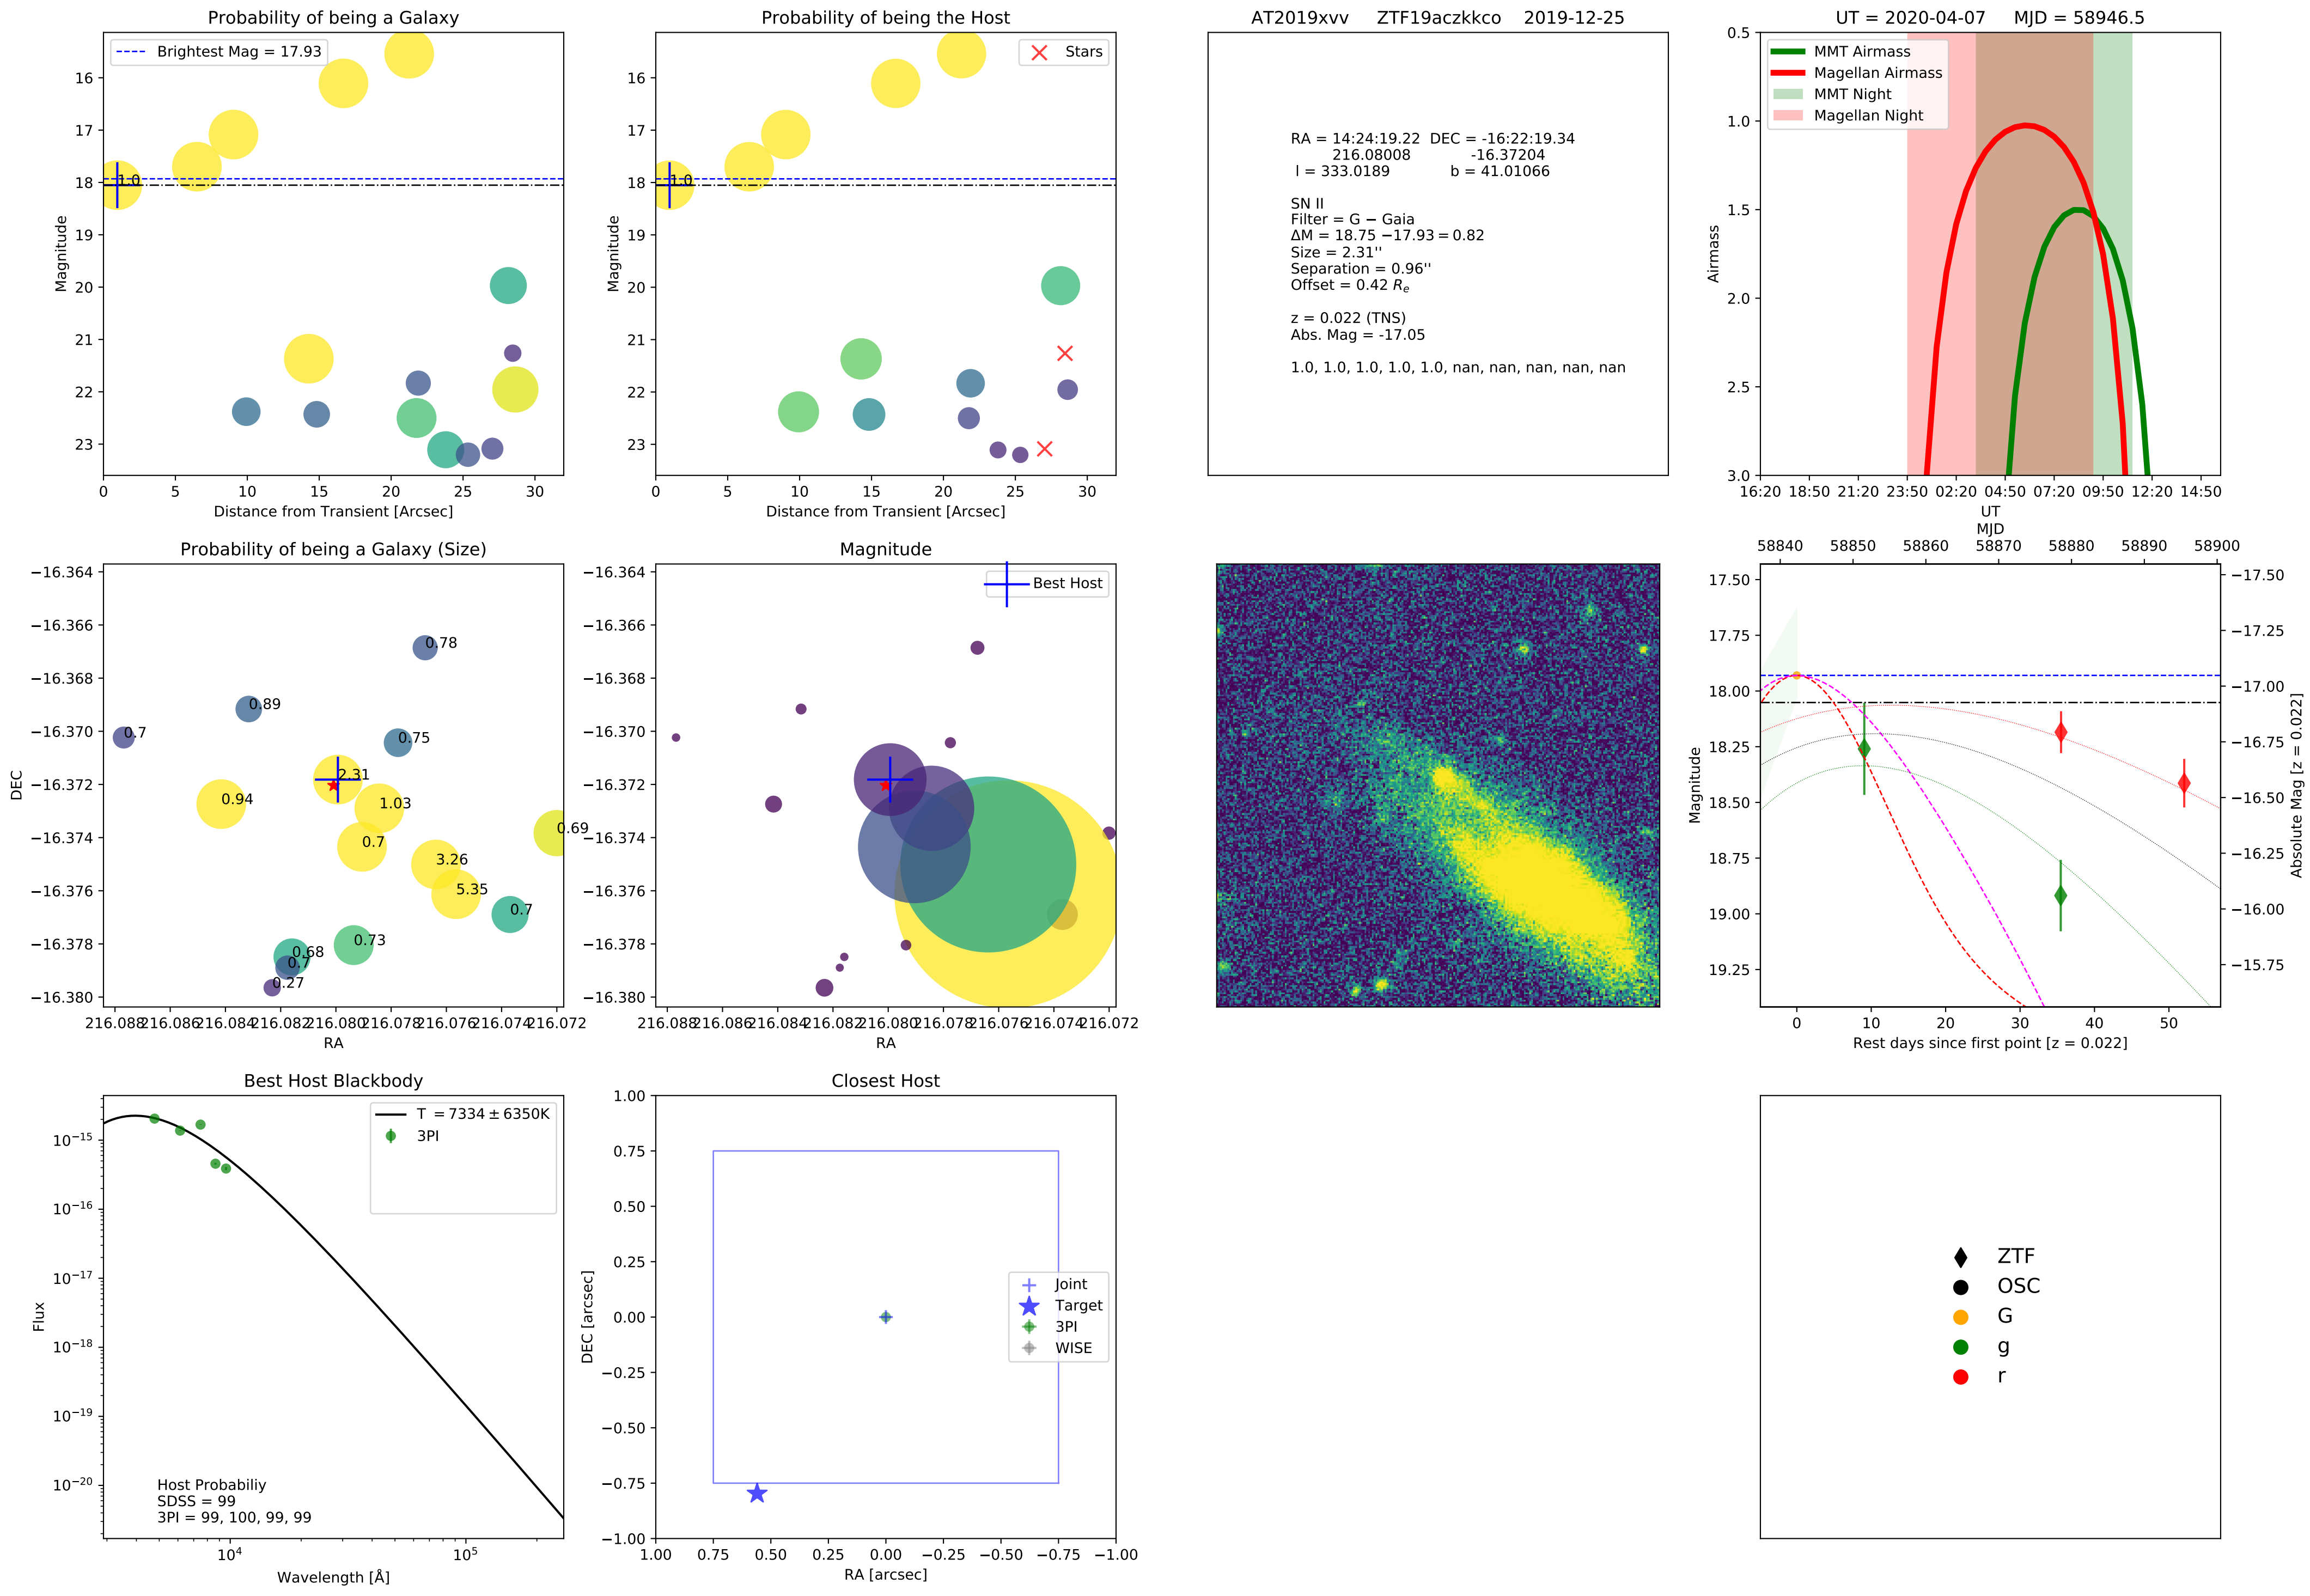 Probability of being a Galaxy
Brightest Mag = 17.93
1.0
16
17
18
19
20
21
22
23
Magnitude
0 5 10 15 20 25 30
Distance from Transient [Arcsec]
Probability of being the Host
Stars
1.0
16
17
18
19
20
21
22
23
Magnitude
0 5 10 15 20 25 30
Distance from Transient [Arcsec]
AT2019xvv ZTF19aczkkco 2019-12-25
RA = 14:24:19.22 DEC = -16:22:19.34
216.08008 -16.37204
l = 333.0189 b = 41.01066
SN II
Filter = G − Gaia
ΔM = 18.75 −17.93 = 0.82
Size = 2.31''
Separation = 0.96''
Offset = 0.42 Re
z = 0.022 (TNS)
Abs. Mag = -17.05
1.0, 1.0, 1.0, 1.0, 1.0, nan, nan, nan, nan, nan
UT = 2020-04-07 MJD = 58946.5
MMT Airmass
Magellan Airmass
MMT Night
Magellan Night
0.5
1.0
1.5
2.0
2.5
3.0
Airmass
16:20 18:50 21:20 23:50 02:20 04:50 07:20 09:50 12:20 14:50
UT
Probability of being a Galaxy (Size)
−16.364
−16.366
−16.368
−16.370
−16.372
−16.374
−16.376
−16.378
−16.380
DEC
0.78
0.89
0.7
0.75
2.31
0.94
1.03
0.69
0.7
3.26
5.35
0.7
0.73
0.68
0.7
0.27
216.088 216.086 216.084 216.082 216.080 216.078 216.076 216.074 216.072
RA
Magnitude
Best Host
−16.364
−16.366
−16.368
−16.370
−16.372
−16.374
−16.376
−16.378
−16.380
216.088 216.086 216.084 216.082 216.080 216.078 216.076 216.074 216.072
RA
MJD
58840 58850 58860 58870 58880 58890 58900
17.50
17.75
18.00
18.25
18.50
18.75
19.00
19.25
Magnitude
−17.50
−17.25
−17.00
−16.75
−16.50
−16.25
−16.00
−15.75
Absolute Mag [z = 0.022]
0 10 20 30 40 50
Rest days since first point [z = 0.022]
Best Host Blackbody
T = 7334 ± 6350K
3PI
10−15
10−16
10−17
10−18
10−19
10−20
Flux
Host Probabiliy
SDSS = 99
3PI = 99, 100, 99, 99
10⁴ 10⁵
Wavelength [Å]
Closest Host
1.00
0.75
0.50
0.25
0.00
−0.25
−0.50
−0.75
−1.00
DEC [arcsec]
Joint
Target
3PI
WISE
1.00 0.75 0.50 0.25 0.00 −0.25 −0.50 −0.75 −1.00
RA [arcsec]
ZTF
OSC
G
g
r